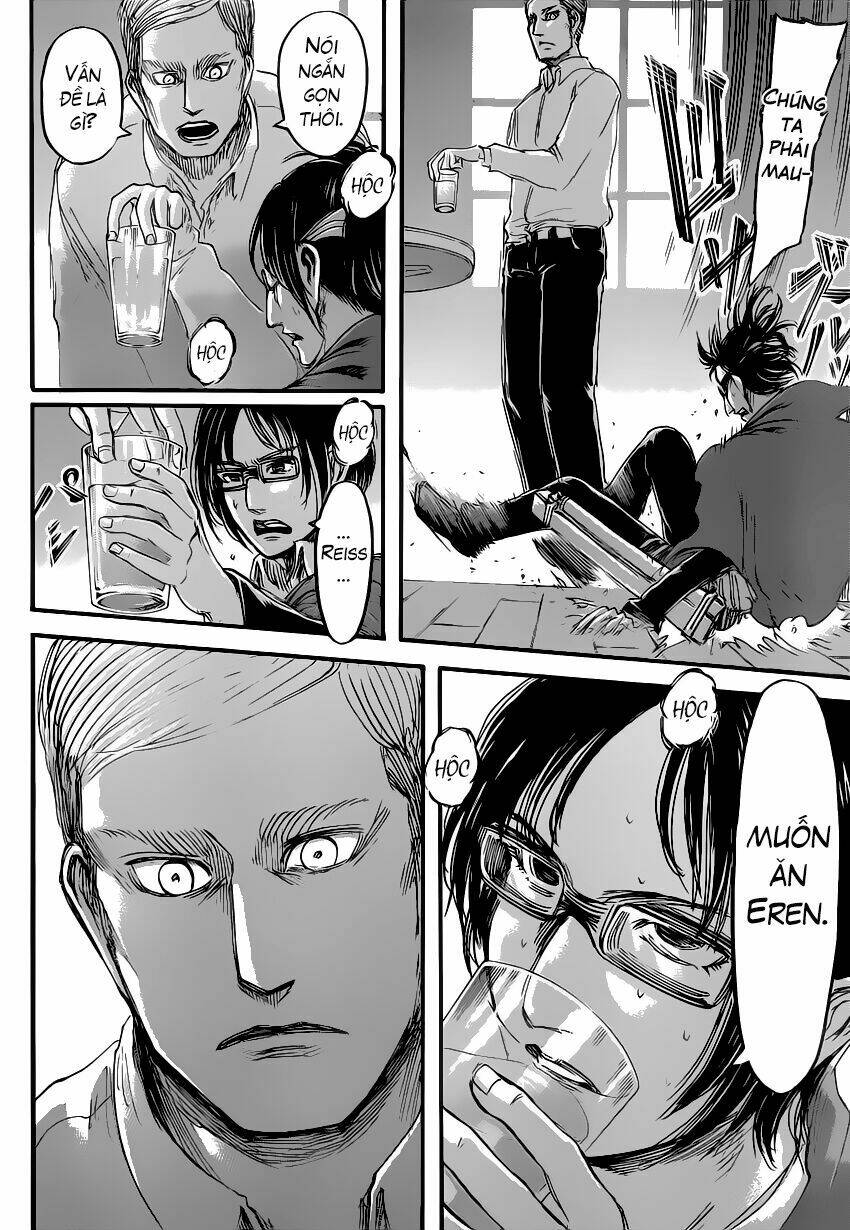 CHÚNG
TA
PHẢI
MAU-
NÓI
NGẮN
GỌN
THÔI.
VẤN
ĐỀ LÀ
GÌ?
HỘC
HỘC
HỘC
...
REISS
...
HỘC
HỘC
MUỐN
ĂN
EREN.